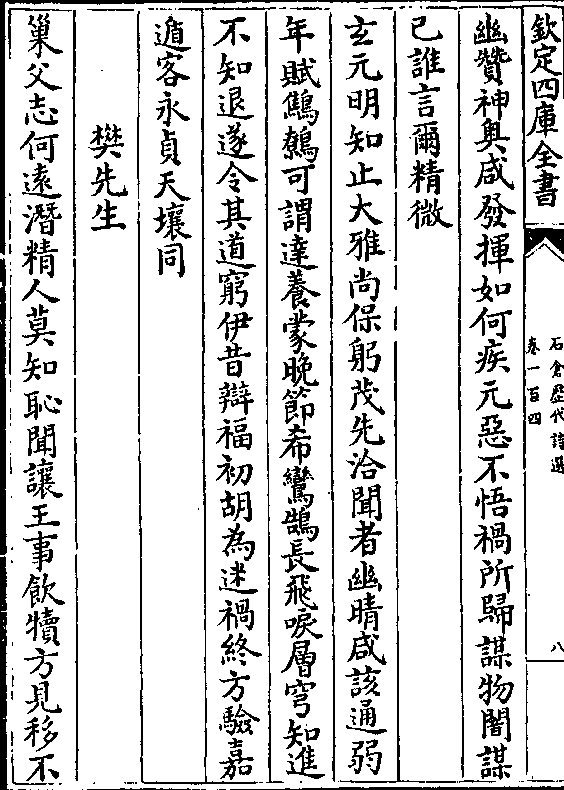 欽定四庫全書
石倉歷代詩選
卷一百四
八
幽贊神奥咸發揮如何疾元惡不悟禍所歸謀物闇謀
己誰言爾精微
玄元明知止大雅尚保躬茂先洽聞者幽晴咸該通弱
年賦鷦鷯可謂達養蒙晚節希鸞鵠長飛唳層穹知進
不知退遂令其道窮伊昔辯福初胡為迷禍終方驗嘉
遁客永貞天壤同
樊先生
巢父志何遠潛精人莫知恥聞讓王事飲犢方見移不